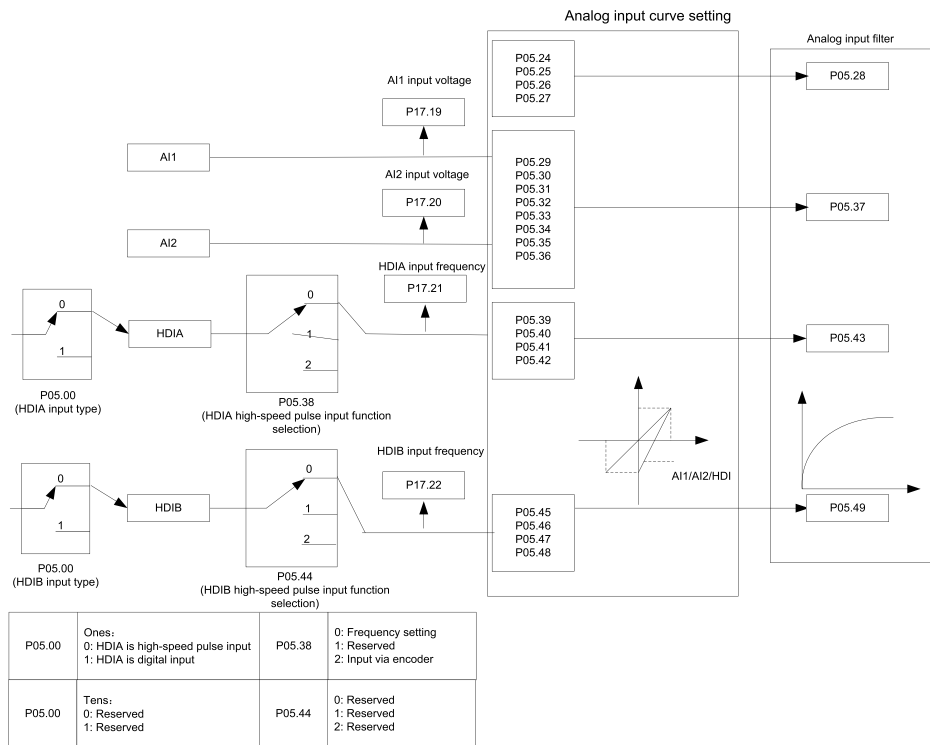 Analog input curve setting
Analog input filter
P05.24
P05.25
P05.26
P05.27
P05.28
AI1 input voltage
P17.19
AI1
P05.29
P05.30
P05.31
P05.32
P05.33
P05.34
P05.35
P05.36
P05.37
AI2 input voltage
P17.20
AI2
HDIA input frequency
P17.21
0
1
P05.00
(HDIA input type)
HDIA
0
1
2
P05.38
(HDIA high-speed pulse input function
selection)
P05.39
P05.40
P05.41
P05.42
P05.43
AI1/AI2/HDI
HDIB input frequency
P17.22
0
1
P05.00
(HDIB input type)
HDIB
0
1
2
P05.44
(HDIB high-speed pulse input function
selection)
P05.45
P05.46
P05.47
P05.48
P05.49
P05.00
Ones：
0: HDIA is high-speed pulse input
1: HDIA is digital input
P05.38
0: Frequency setting
1: Reserved
2: Input via encoder
P05.00
Tens：
0: Reserved
1: Reserved
P05.44
0: Reserved
1: Reserved
2: Reserved